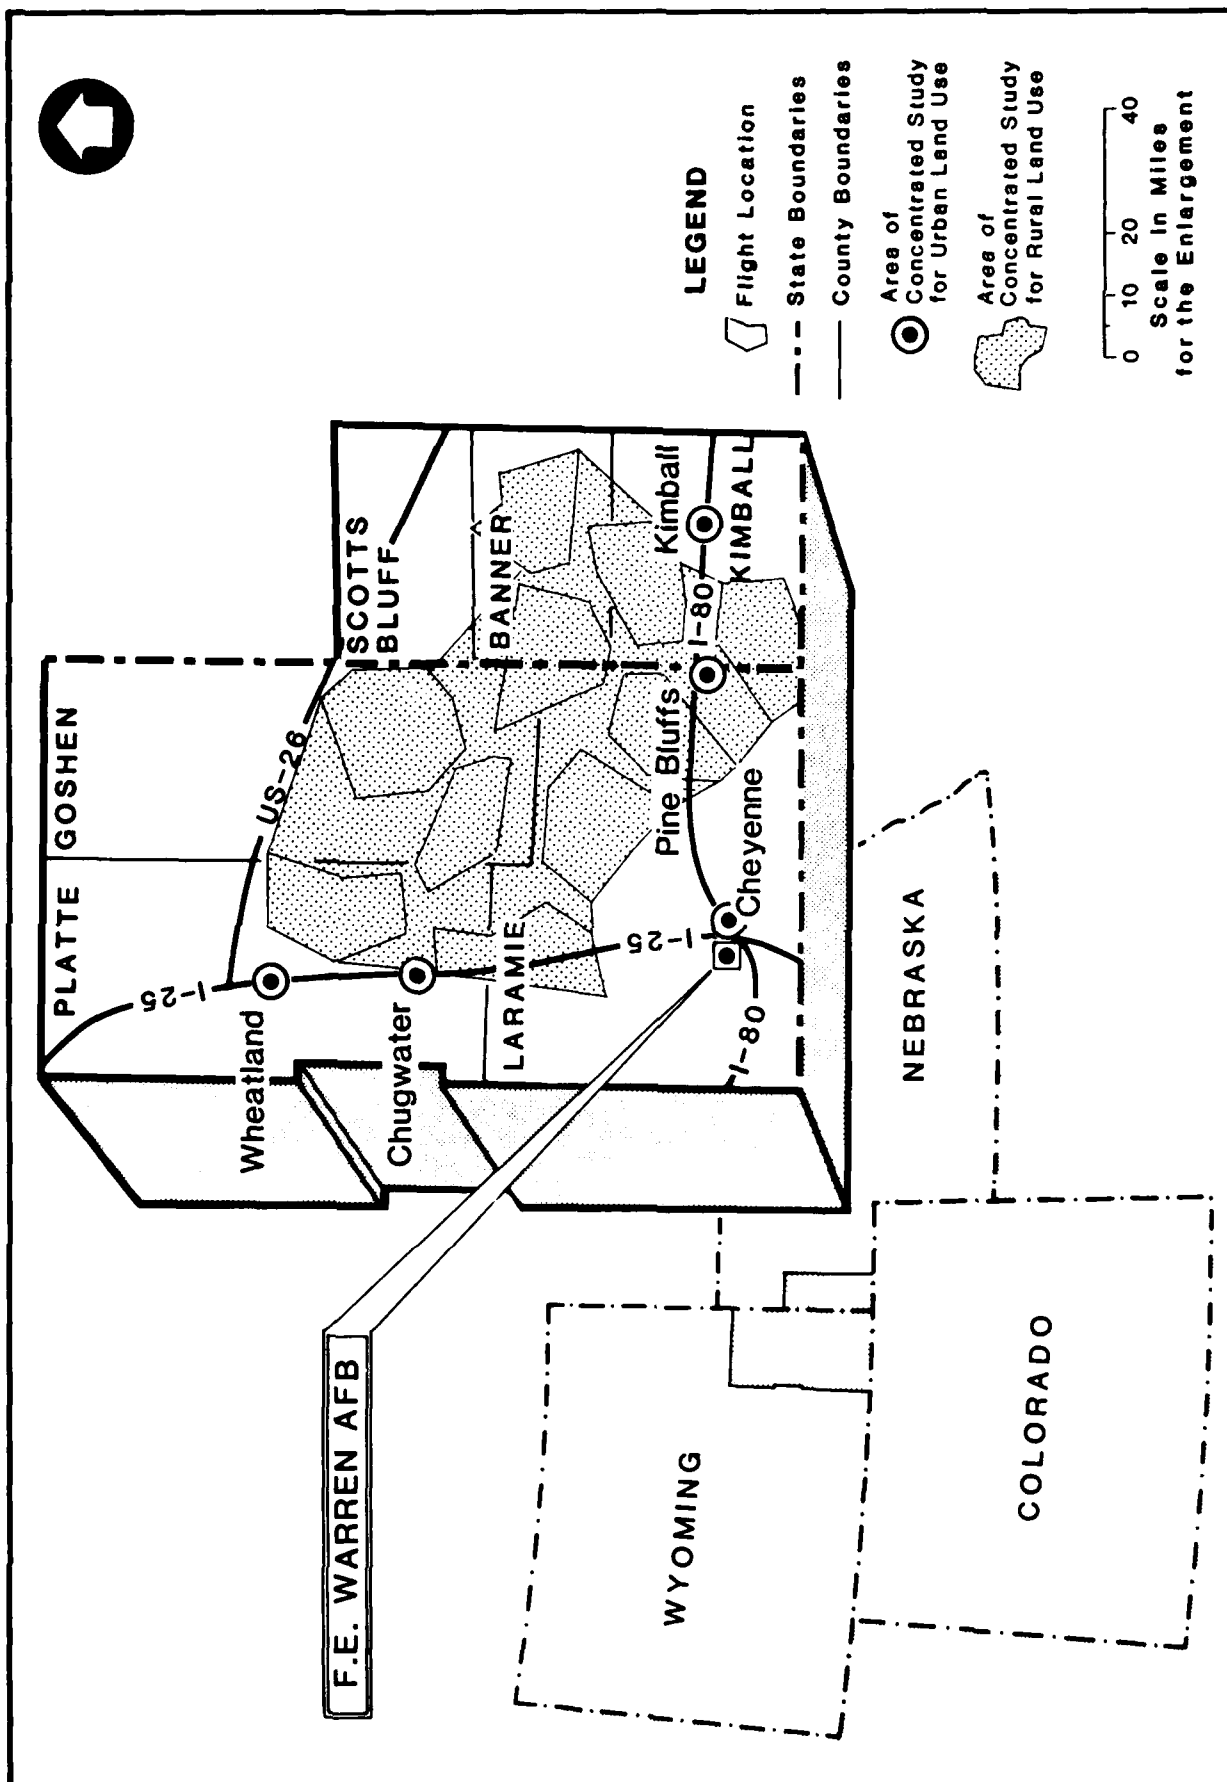 PLATTE
GOSHEN
I-25
US-26
SCOTTS
BLUFF
Wheatland
Chugwater
LARAMIE
BANNER
I-25
Pine Bluffs
Kimball
I-80
KIMBALL
Cheyenne
I-80
F.E. WARREN AFB
WYOMING
NEBRASKA
COLORADO
LEGEND
Flight Location
State Boundaries
County Boundaries
Area of
Concentrated Study
for Urban Land Use
Area of
Concentrated Study
for Rural Land Use
0 10 20 40
Scale In Miles
for the Enlargement